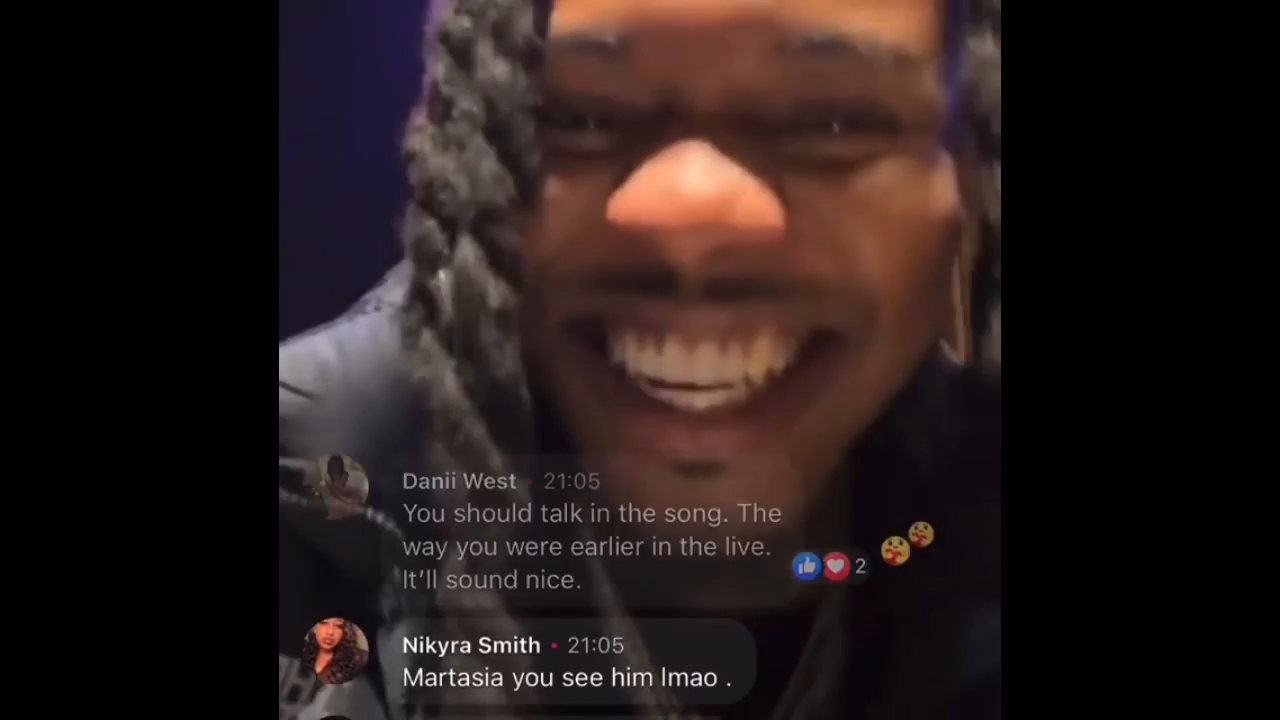 Danii West • 21:05
You should talk in the song. The
way you were earlier in the live.
It’ll sound nice.
2
Nikyra Smith • 21:05
Martasia you see him lmao .